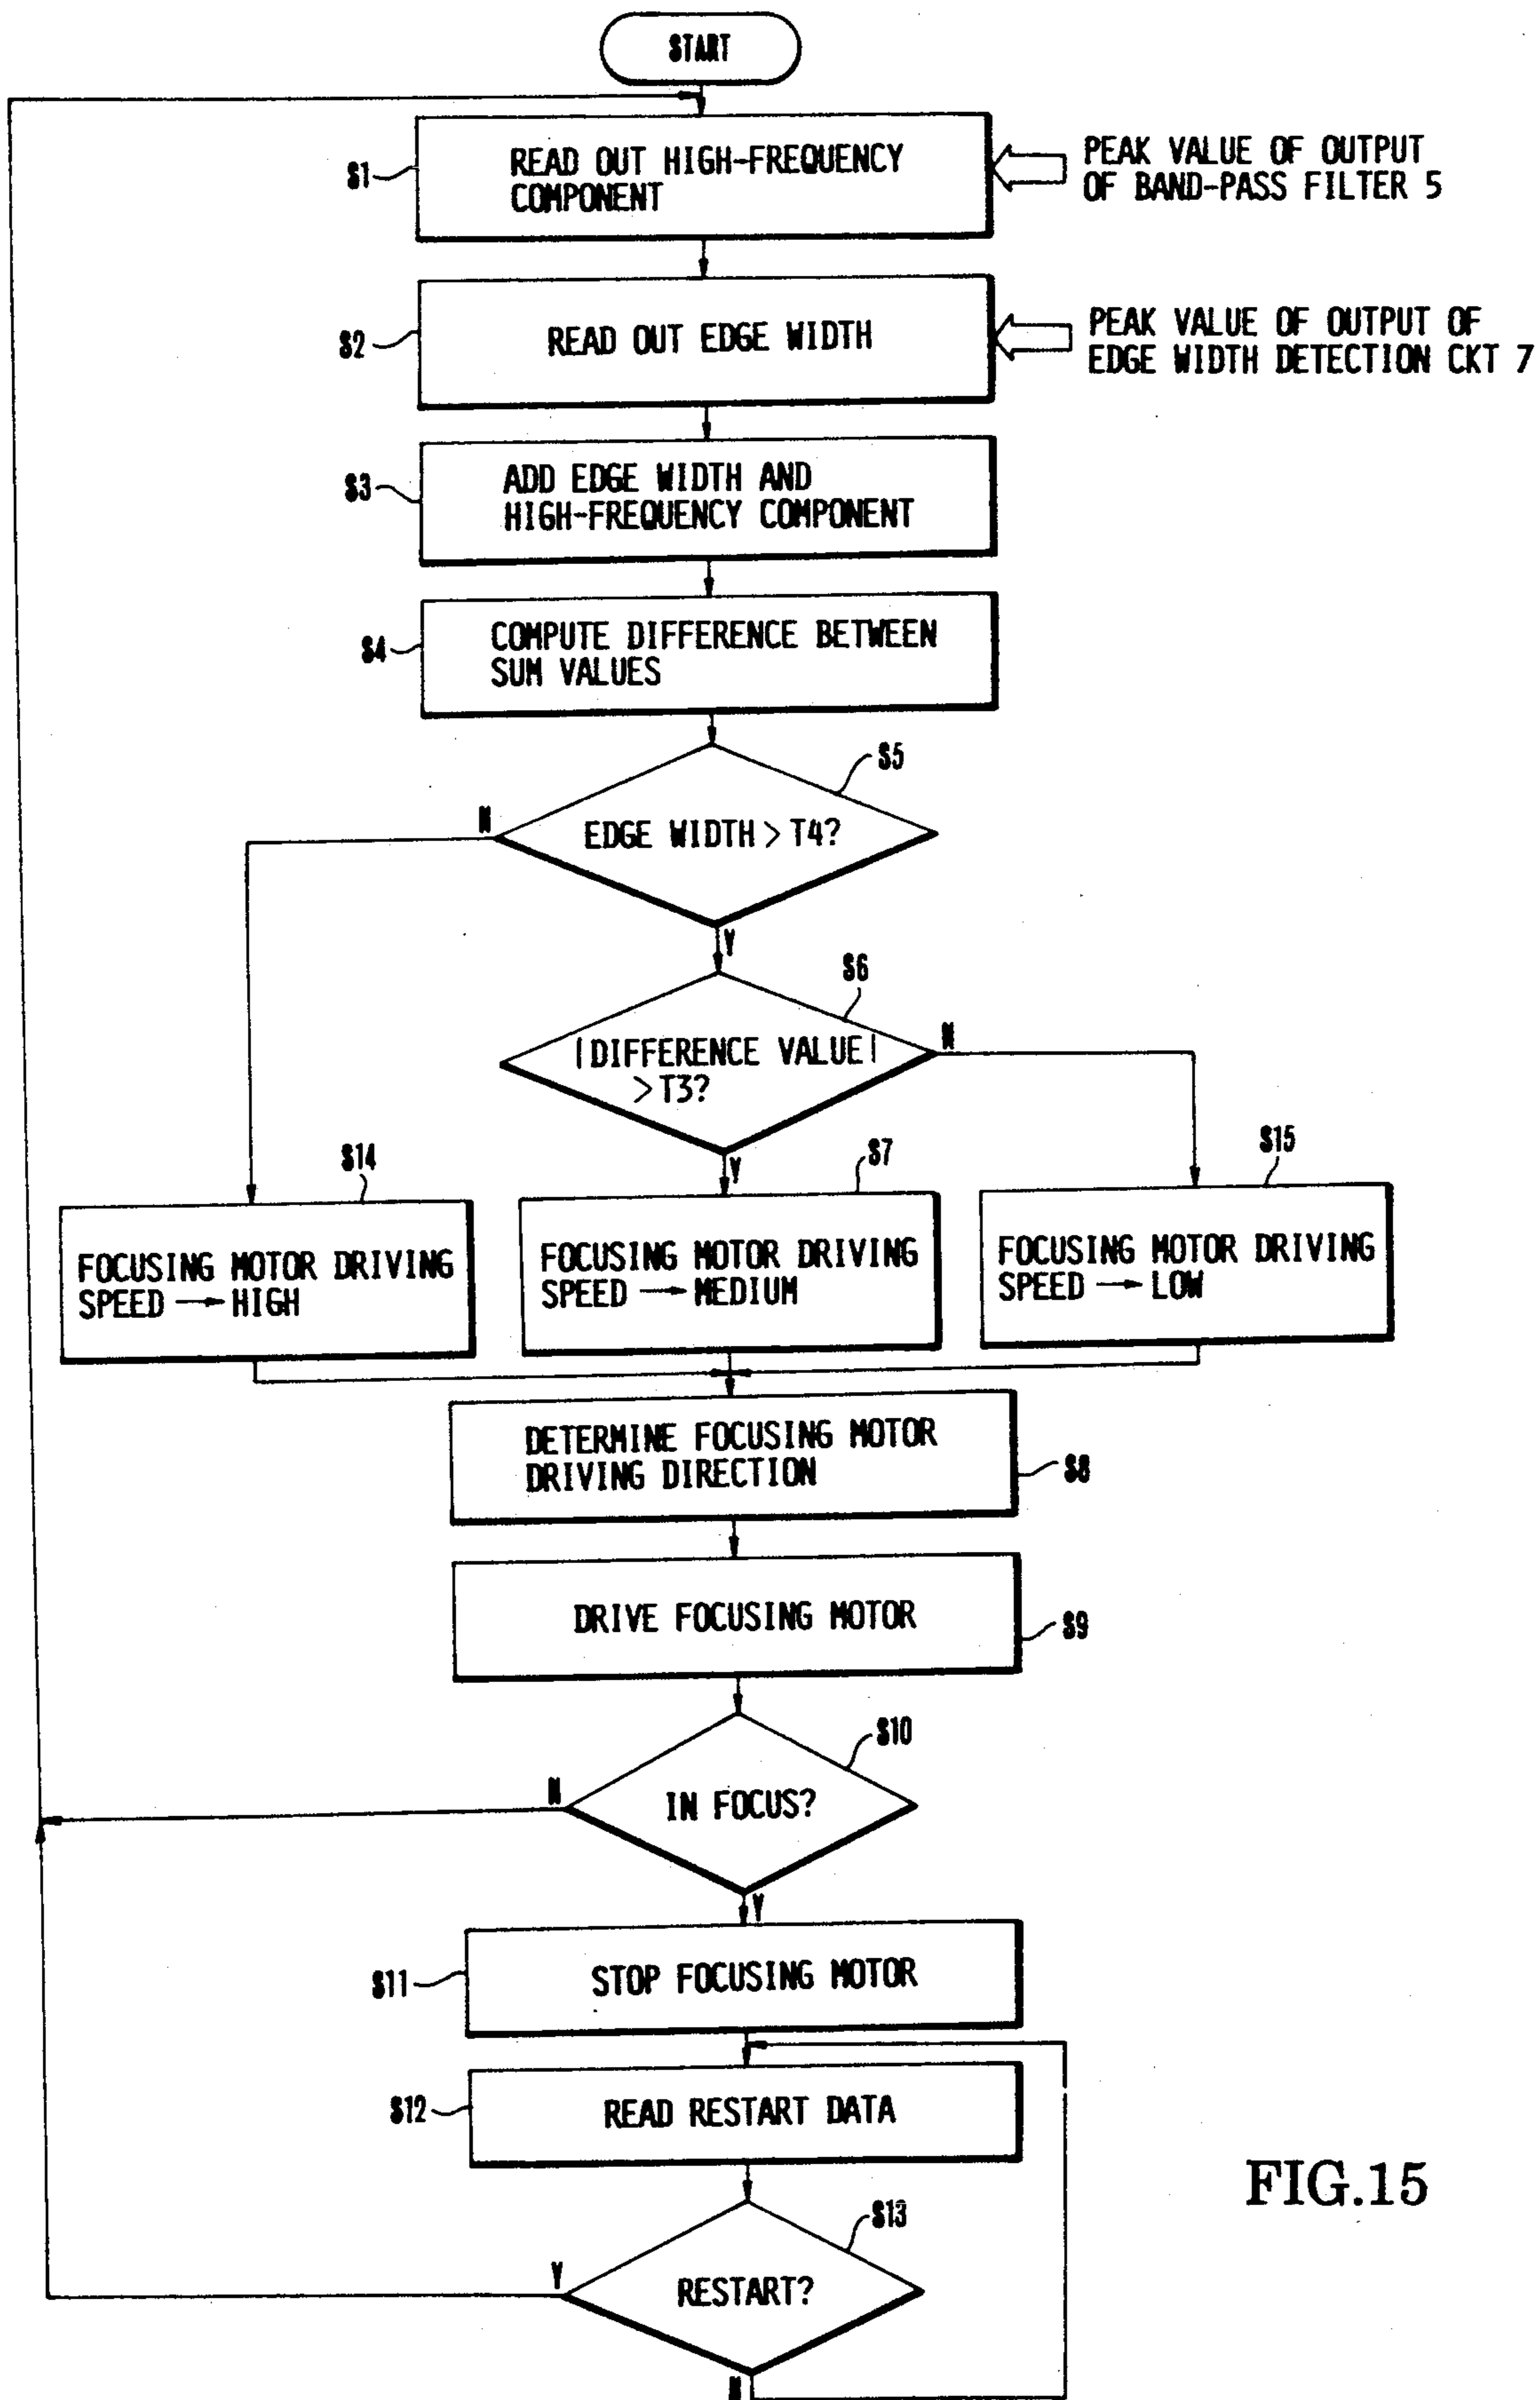 START
S1
READ OUT HIGH-FREQUENCY
COMPONENT
PEAK VALUE OF OUTPUT
OF BAND-PASS FILTER 5
S2
READ OUT EDGE WIDTH
PEAK VALUE OF OUTPUT OF
EDGE WIDTH DETECTION CKT 7
S3
ADD EDGE WIDTH AND
HIGH-FREQUENCY COMPONENT
S4
COMPUTE DIFFERENCE BETWEEN
SUM VALUES
S5
N
EDGE WIDTH > T4?
Y
S6
|DIFFERENCE VALUE|
> T3?
N
Y
S14
FOCUSING MOTOR DRIVING
SPEED → HIGH
S7
FOCUSING MOTOR DRIVING
SPEED → MEDIUM
S15
FOCUSING MOTOR DRIVING
SPEED → LOW
DETERMINE FOCUSING MOTOR
DRIVING DIRECTION
S8
DRIVE FOCUSING MOTOR
S9
S10
N
IN FOCUS?
Y
S11
STOP FOCUSING MOTOR
S12
READ RESTART DATA
S13
Y
RESTART?
N
FIG.15